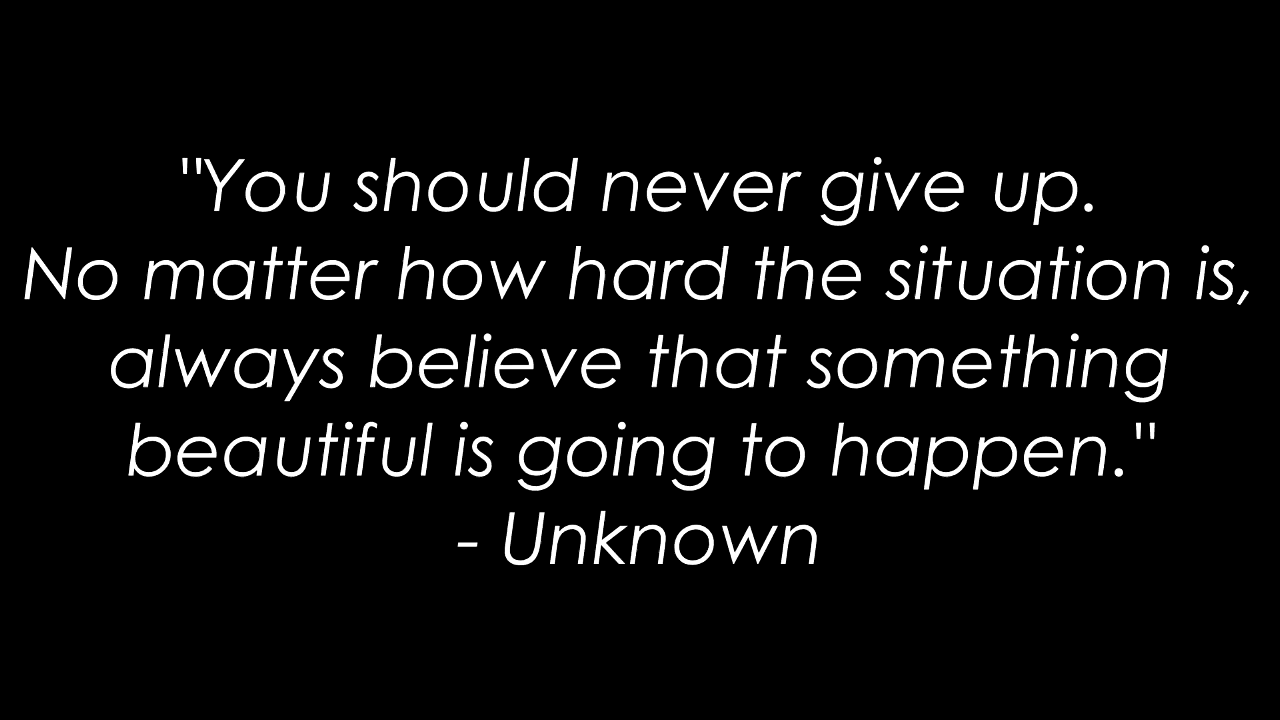 "You should never give up.
No matter how hard the situation is,
always believe that something
beautiful is going to happen."
- Unknown